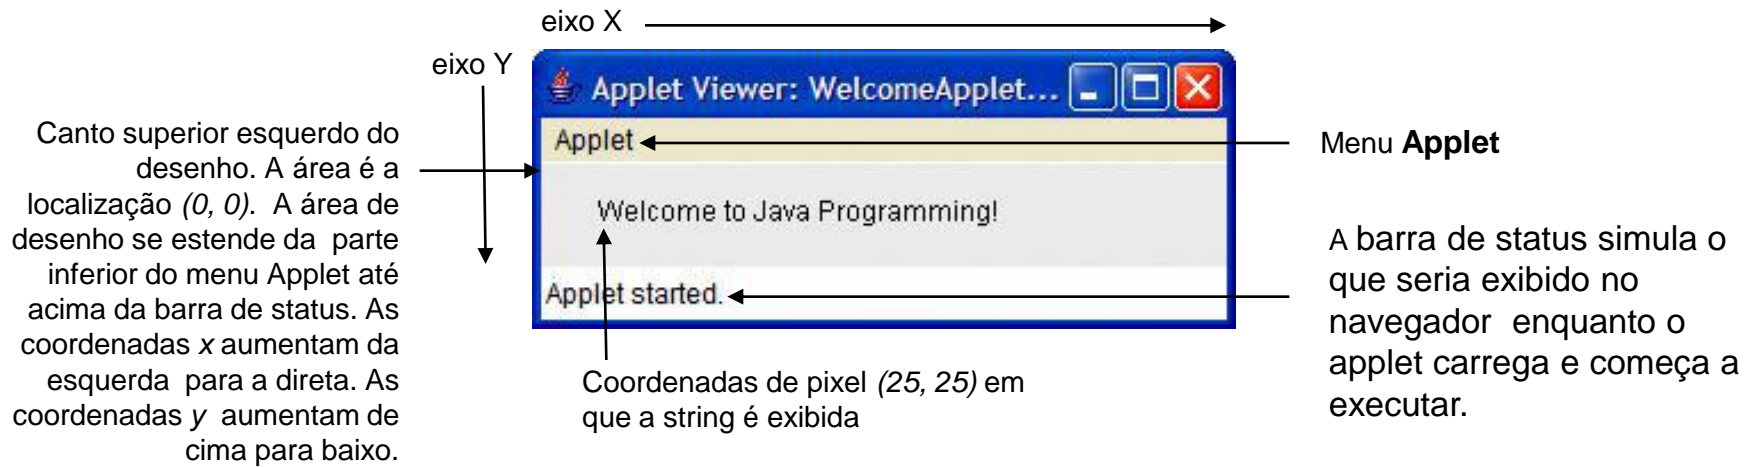 eixo X
eixo Y
Applet Viewer: WelcomeApplet...
Applet
Welcome to Java Programming!
Applet started.
Canto superior esquerdo do
desenho. A área é a
localização (0, 0). A área de
desenho se estende da parte
inferior do menu Applet até
acima da barra de status. As
coordenadas x aumentam da
esquerda para a direta. As
coordenadas y aumentam de
cima para baixo.
Coordenadas de pixel (25, 25) em
que a string é exibida
Menu Applet
A barra de status simula o
que seria exibido no
navegador enquanto o
applet carrega e começa a
executar.